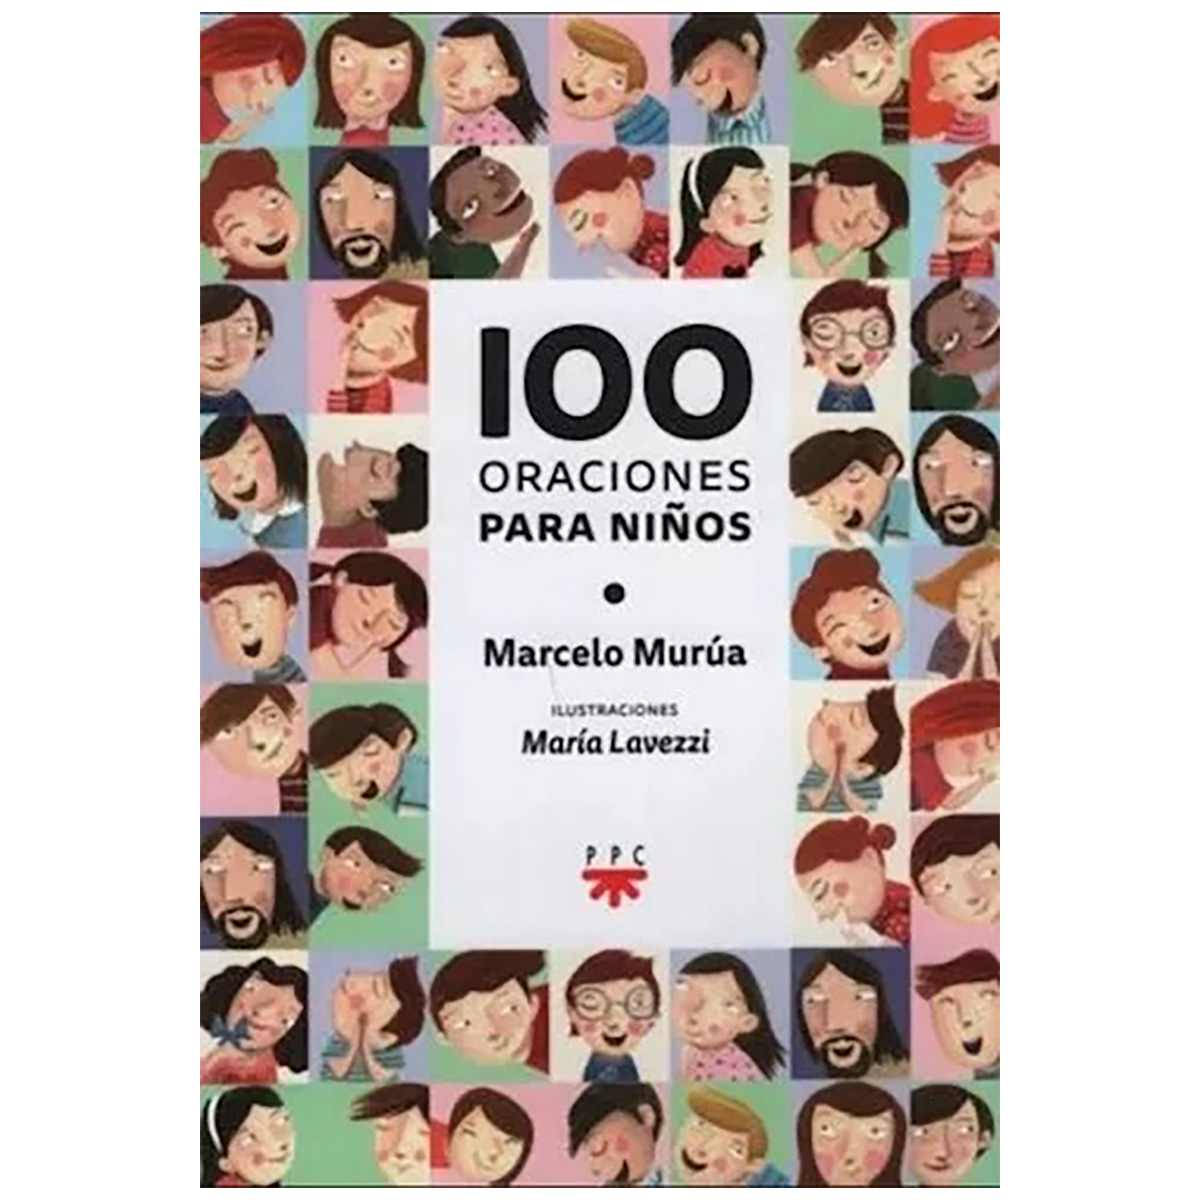 100
ORACIONES
PARA NIÑOS
Marcelo Murúa
ILUSTRACIONES
María Lavezzi
PPC